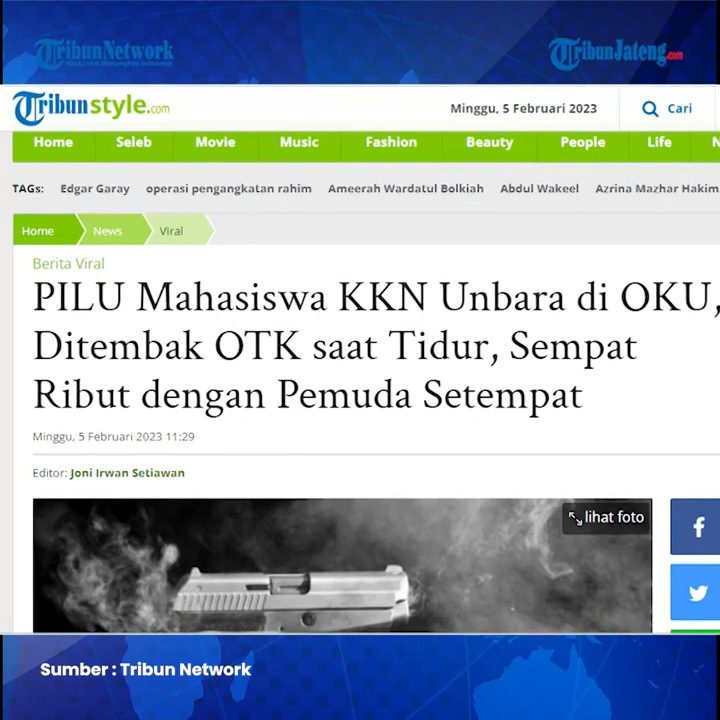 TribunNetwork
TribunJateng.com
Tribunstyle.com
Minggu, 5 Februari 2023
Cari
Home Seleb Movie Music Fashion Beauty People Life N
TAGs: Edgar Garay operasi pengangkatan rahim Ameerah Wardatul Bolkiah Abdul Wakeel Azrina Mazhar Hakim
Home News Viral
Berita Viral
PILU Mahasiswa KKN Unbara di OKU,
Ditembak OTK saat Tidur, Sempat
Ribut dengan Pemuda Setempat
Minggu, 5 Februari 2023 11:29
Editor: Joni Irwan Setiawan
lihat foto
f
Sumber : Tribun Network